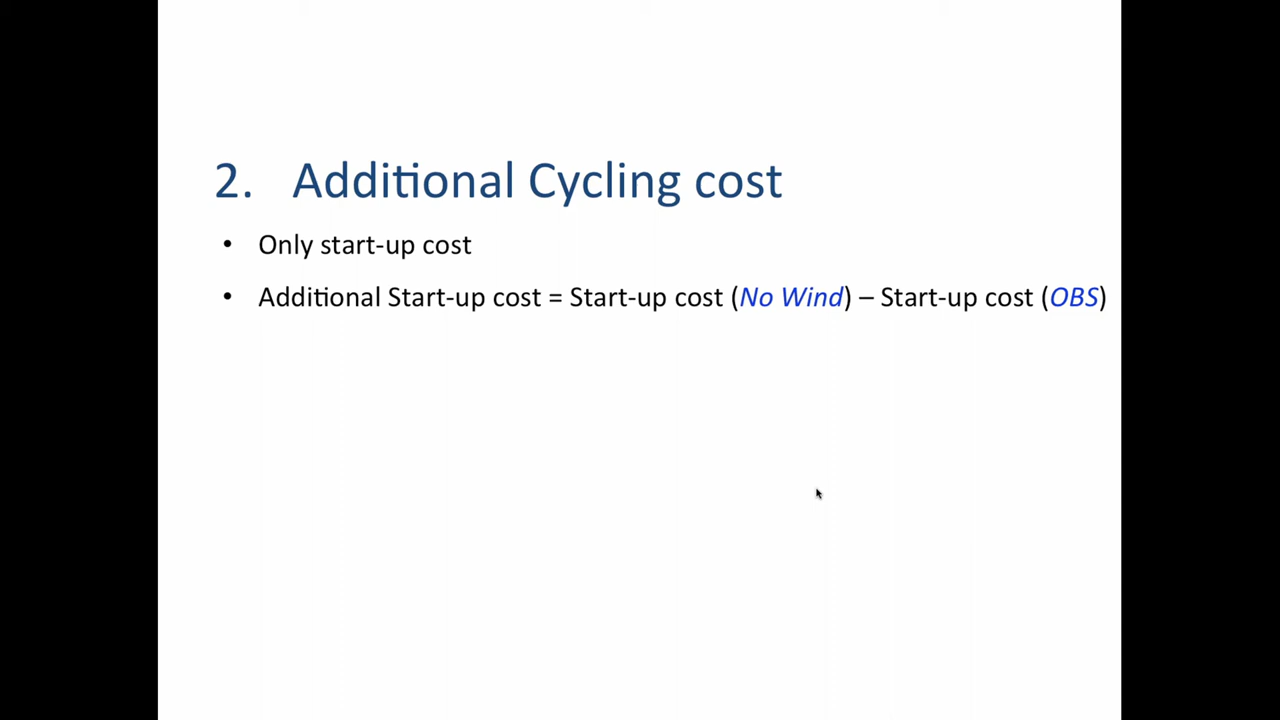 2. Additional Cycling cost
• Only start-up cost
• Additional Start-up cost = Start-up cost (No Wind) – Start-up cost (OBS)